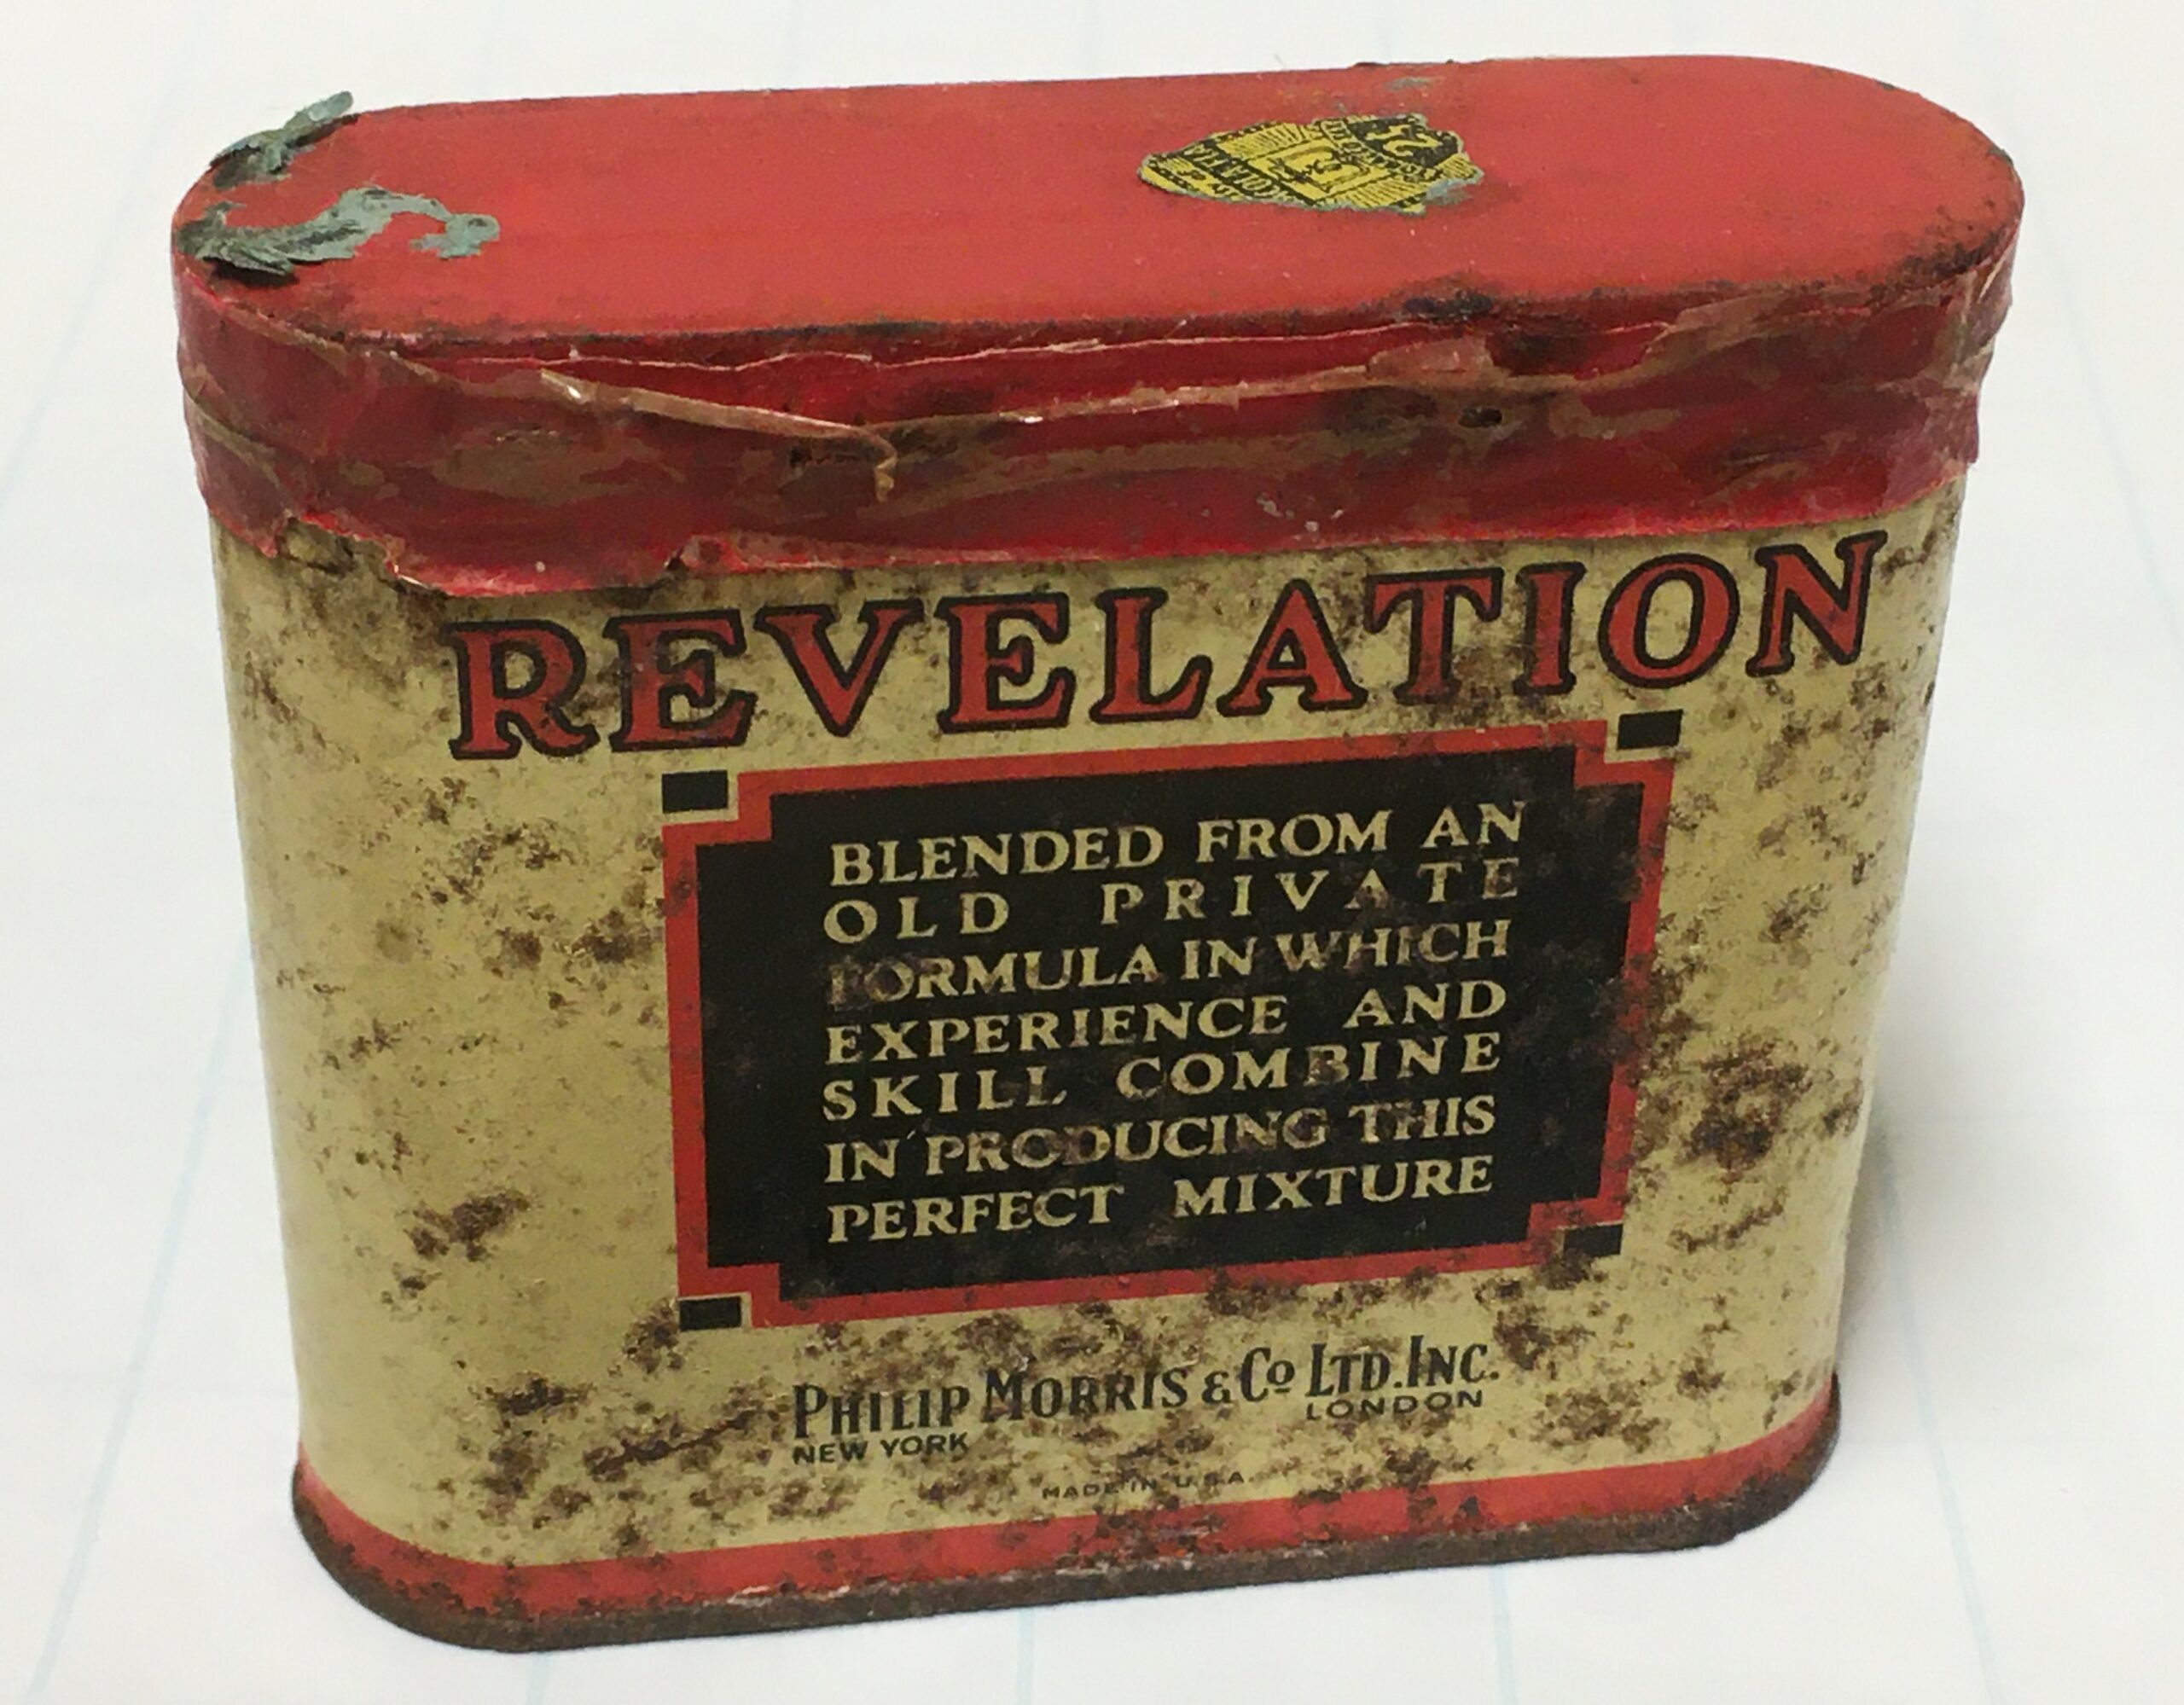 REVELATION
BLENDED FROM AN
OLD PRIVATE
FORMULA IN WHICH
EXPERIENCE AND
SKILL COMBINE
IN PRODUCING THIS
PERFECT MIXTURE
PHILIP MORRIS & Co LTD. INC.
NEW YORK LONDON
MADE IN U.S.A.